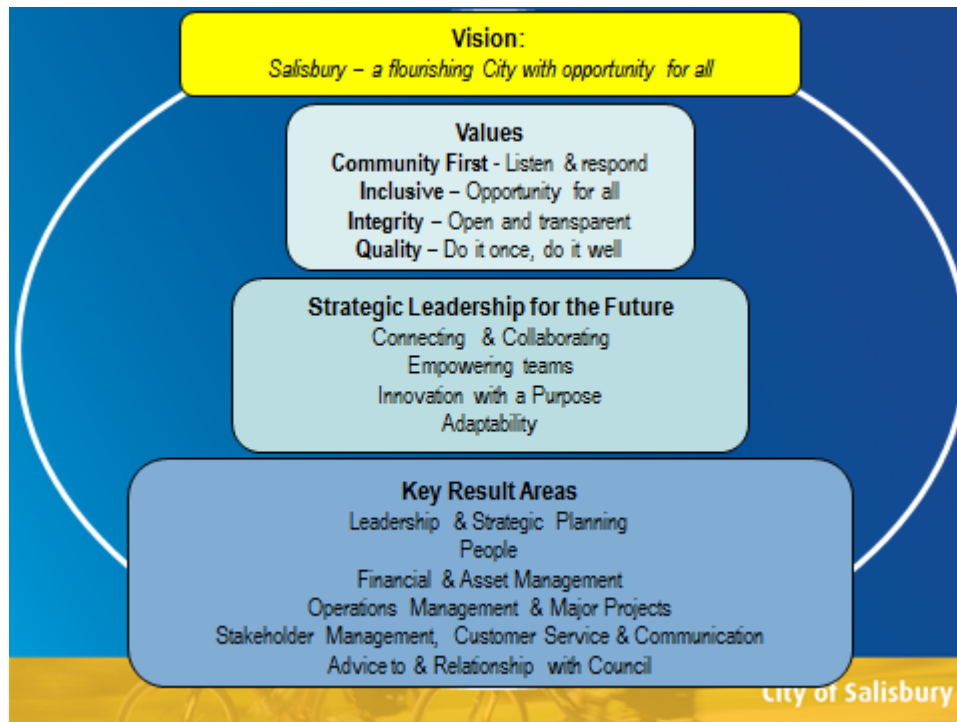 Vision:
Salisbury – a flourishing City with opportunity for all
Values
Community First - Listen & respond
Inclusive – Opportunity for all
Integrity – Open and transparent
Quality – Do it once, do it well
Strategic Leadership for the Future
Connecting & Collaborating
Empowering teams
Innovation with a Purpose
Adaptability
Key Result Areas
Leadership & Strategic Planning
People
Financial & Asset Management
Operations Management & Major Projects
Stakeholder Management, Customer Service & Communication
Advice to & Relationship with Council
City of Salisbury